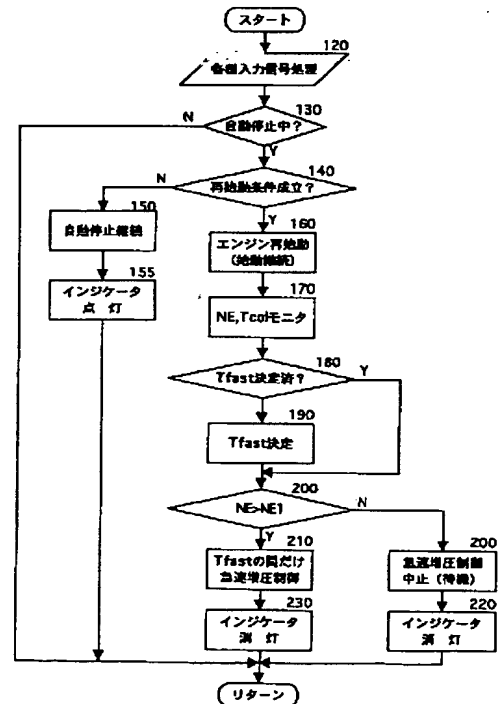 スタート
120
各種入力信号処理
130
N
自動停止中?
Y
140
N
再始動条件成立?
Y
150
自動停止継続
160
エンジン再始動
(始動継続)
155
インジケータ
点 灯
170
NE,Tcolモニタ
180
Tfast決定済?
Y
190
Tfast決定
200
NE>NE1
N
Y
210
Tfastの間だけ
急速増圧制御
200
急速増圧制御
中止(待機)
230
インジケータ
消 灯
220
インジケータ
消 灯
リターン